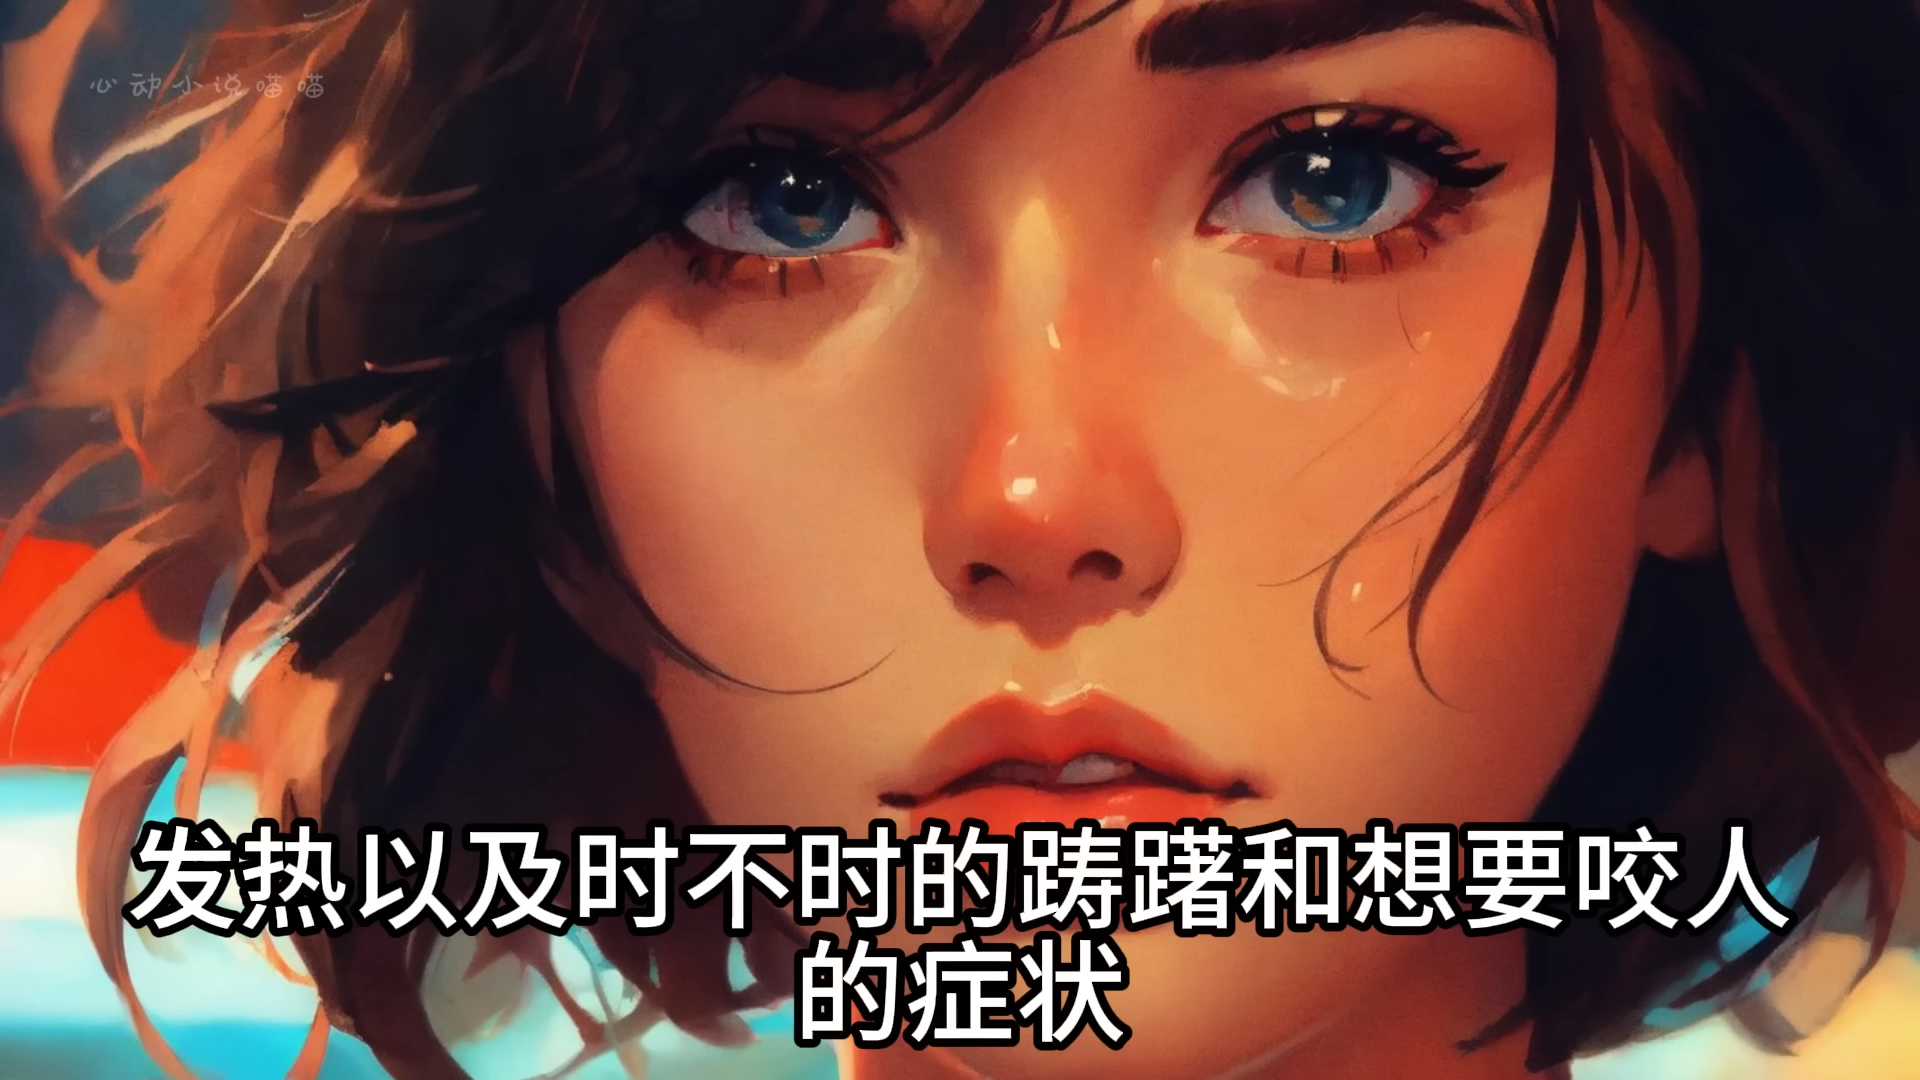 心动小说喵喵
发热以及时不时的踌躇和想要咬人
的症状